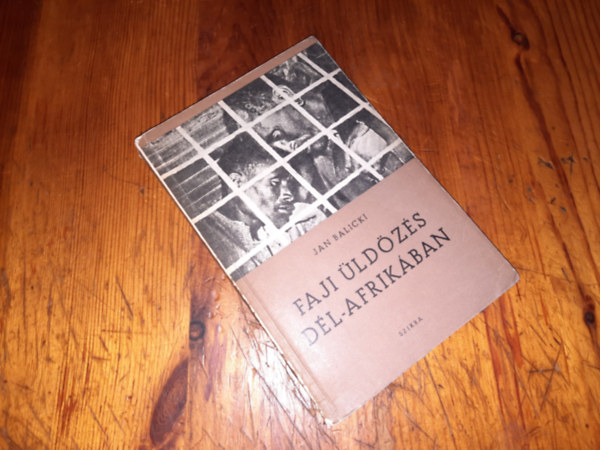 JAN BALICKI
FAJI ÜLDÖZÉS
DÉL-AFRIKÁBAN
SZIKRA